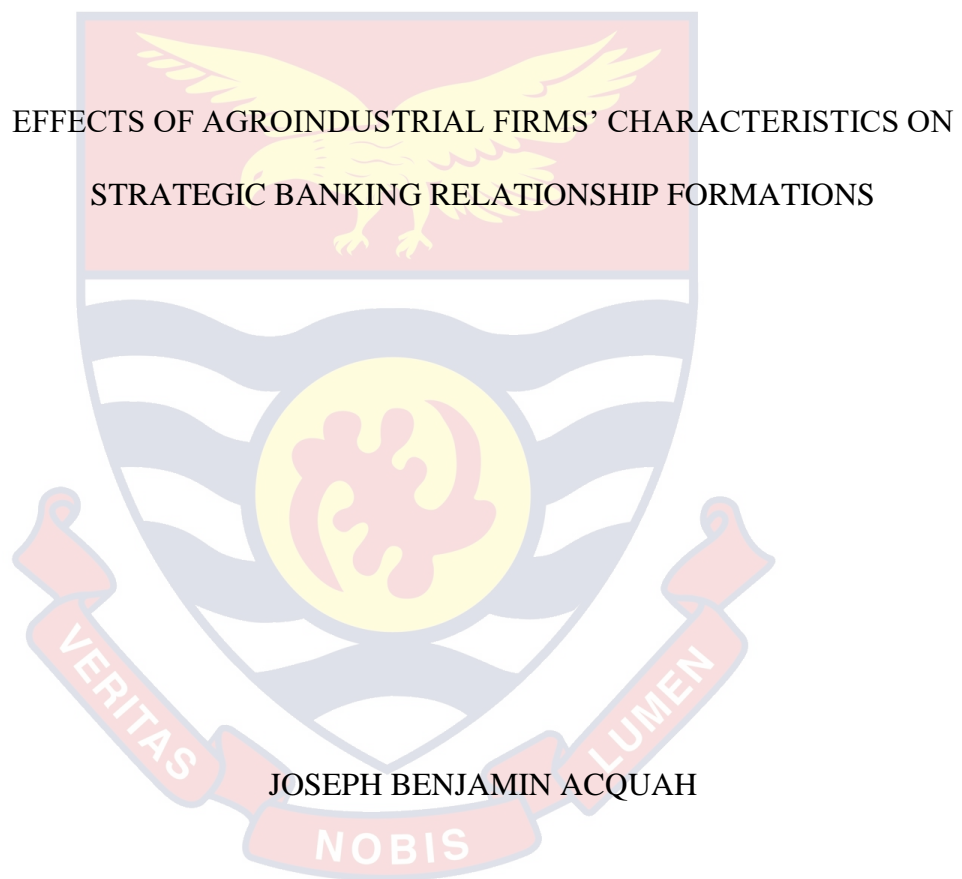 EFFECTS OF AGROINDUSTRIAL FIRMS’ CHARACTERISTICS ON
STRATEGIC BANKING RELATIONSHIP FORMATIONS
JOSEPH BENJAMIN ACQUAH
VERITAS
NOBIS
LUMEN